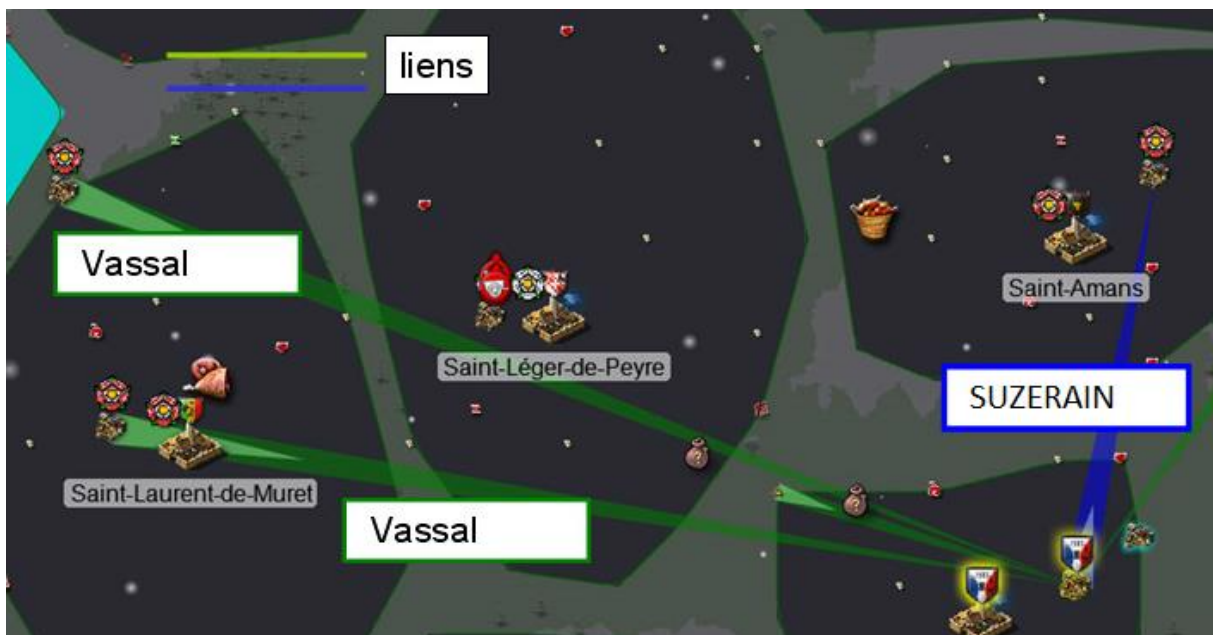 liens
Vassal
Saint-Amans
Saint-Léger-de-Peyre
SUZERAIN
Saint-Laurent-de-Muret
Vassal